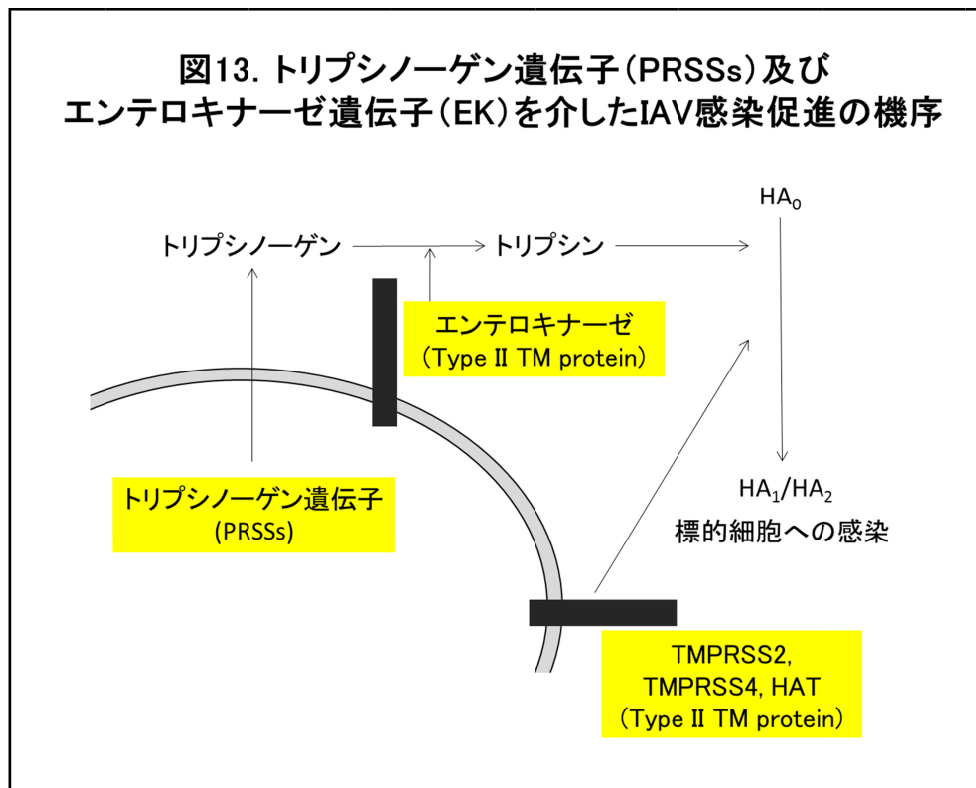 図13. トリプシノーゲン遺伝子(PRSSs)及び
エンテロキナーゼ遺伝子(EK)を介したIAV感染促進の機序
HA₀
トリプシノーゲン
トリプシン
エンテロキナーゼ
(Type II TM protein)
トリプシノーゲン遺伝子
(PRSSs)
HA₁/HA₂
標的細胞への感染
TMPRSS2,
TMPRSS4, HAT
(Type II TM protein)